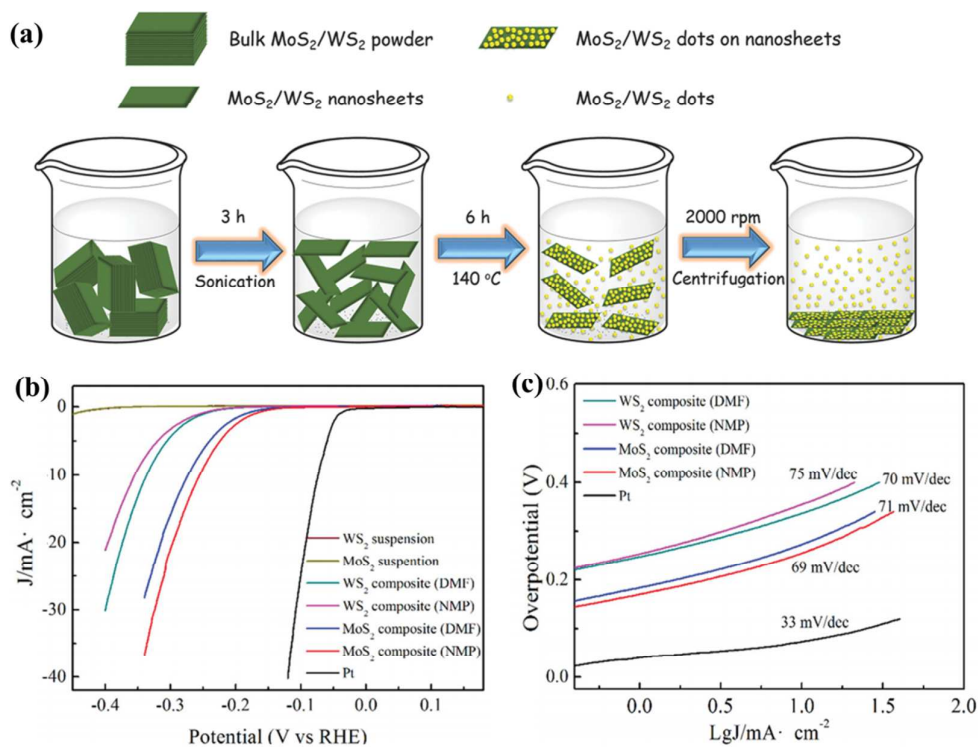 (a)
Bulk MoS₂/WS₂ powder
MoS₂/WS₂ dots on nanosheets
MoS₂/WS₂ nanosheets
MoS₂/WS₂ dots
3 h
Sonication
6 h
140 °C
2000 rpm
Centrifugation
(b)
0
-10
-20
-30
-40
J/mA· cm⁻²
WS₂ suspension
MoS₂ suspention
WS₂ composite (DMF)
WS₂ composite (NMP)
MoS₂ composite (DMF)
MoS₂ composite (NMP)
Pt
-0.4 -0.3 -0.2 -0.1 0.0 0.1
Potential (V vs RHE)
(c)
0.6
0.4
0.2
0.0
Overpotential (V)
WS₂ composite (DMF)
WS₂ composite (NMP)
MoS₂ composite (DMF)
MoS₂ composite (NMP)
Pt
75 mV/dec
70 mV/dec
71 mV/dec
69 mV/dec
33 mV/dec
0.0 0.5 1.0 1.5 2.0
LgJ/mA· cm⁻²